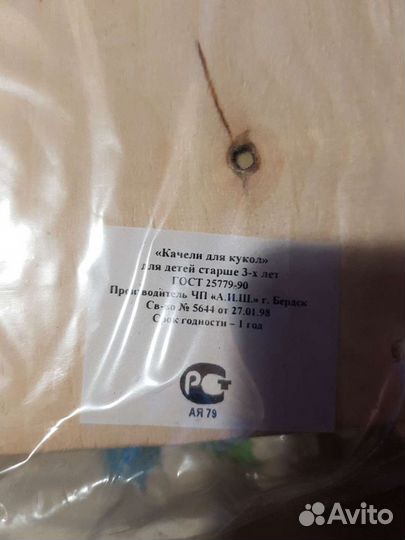 «Качели для кукол»
для детей старше 3-х лет
ГОСТ 25779-90
Производитель ЧП «А.И.Ш.» г. Бердск
Св-во № 5644 от 27.01.98
Срок годности – 1 год
РСТ
АЯ 79
Avito